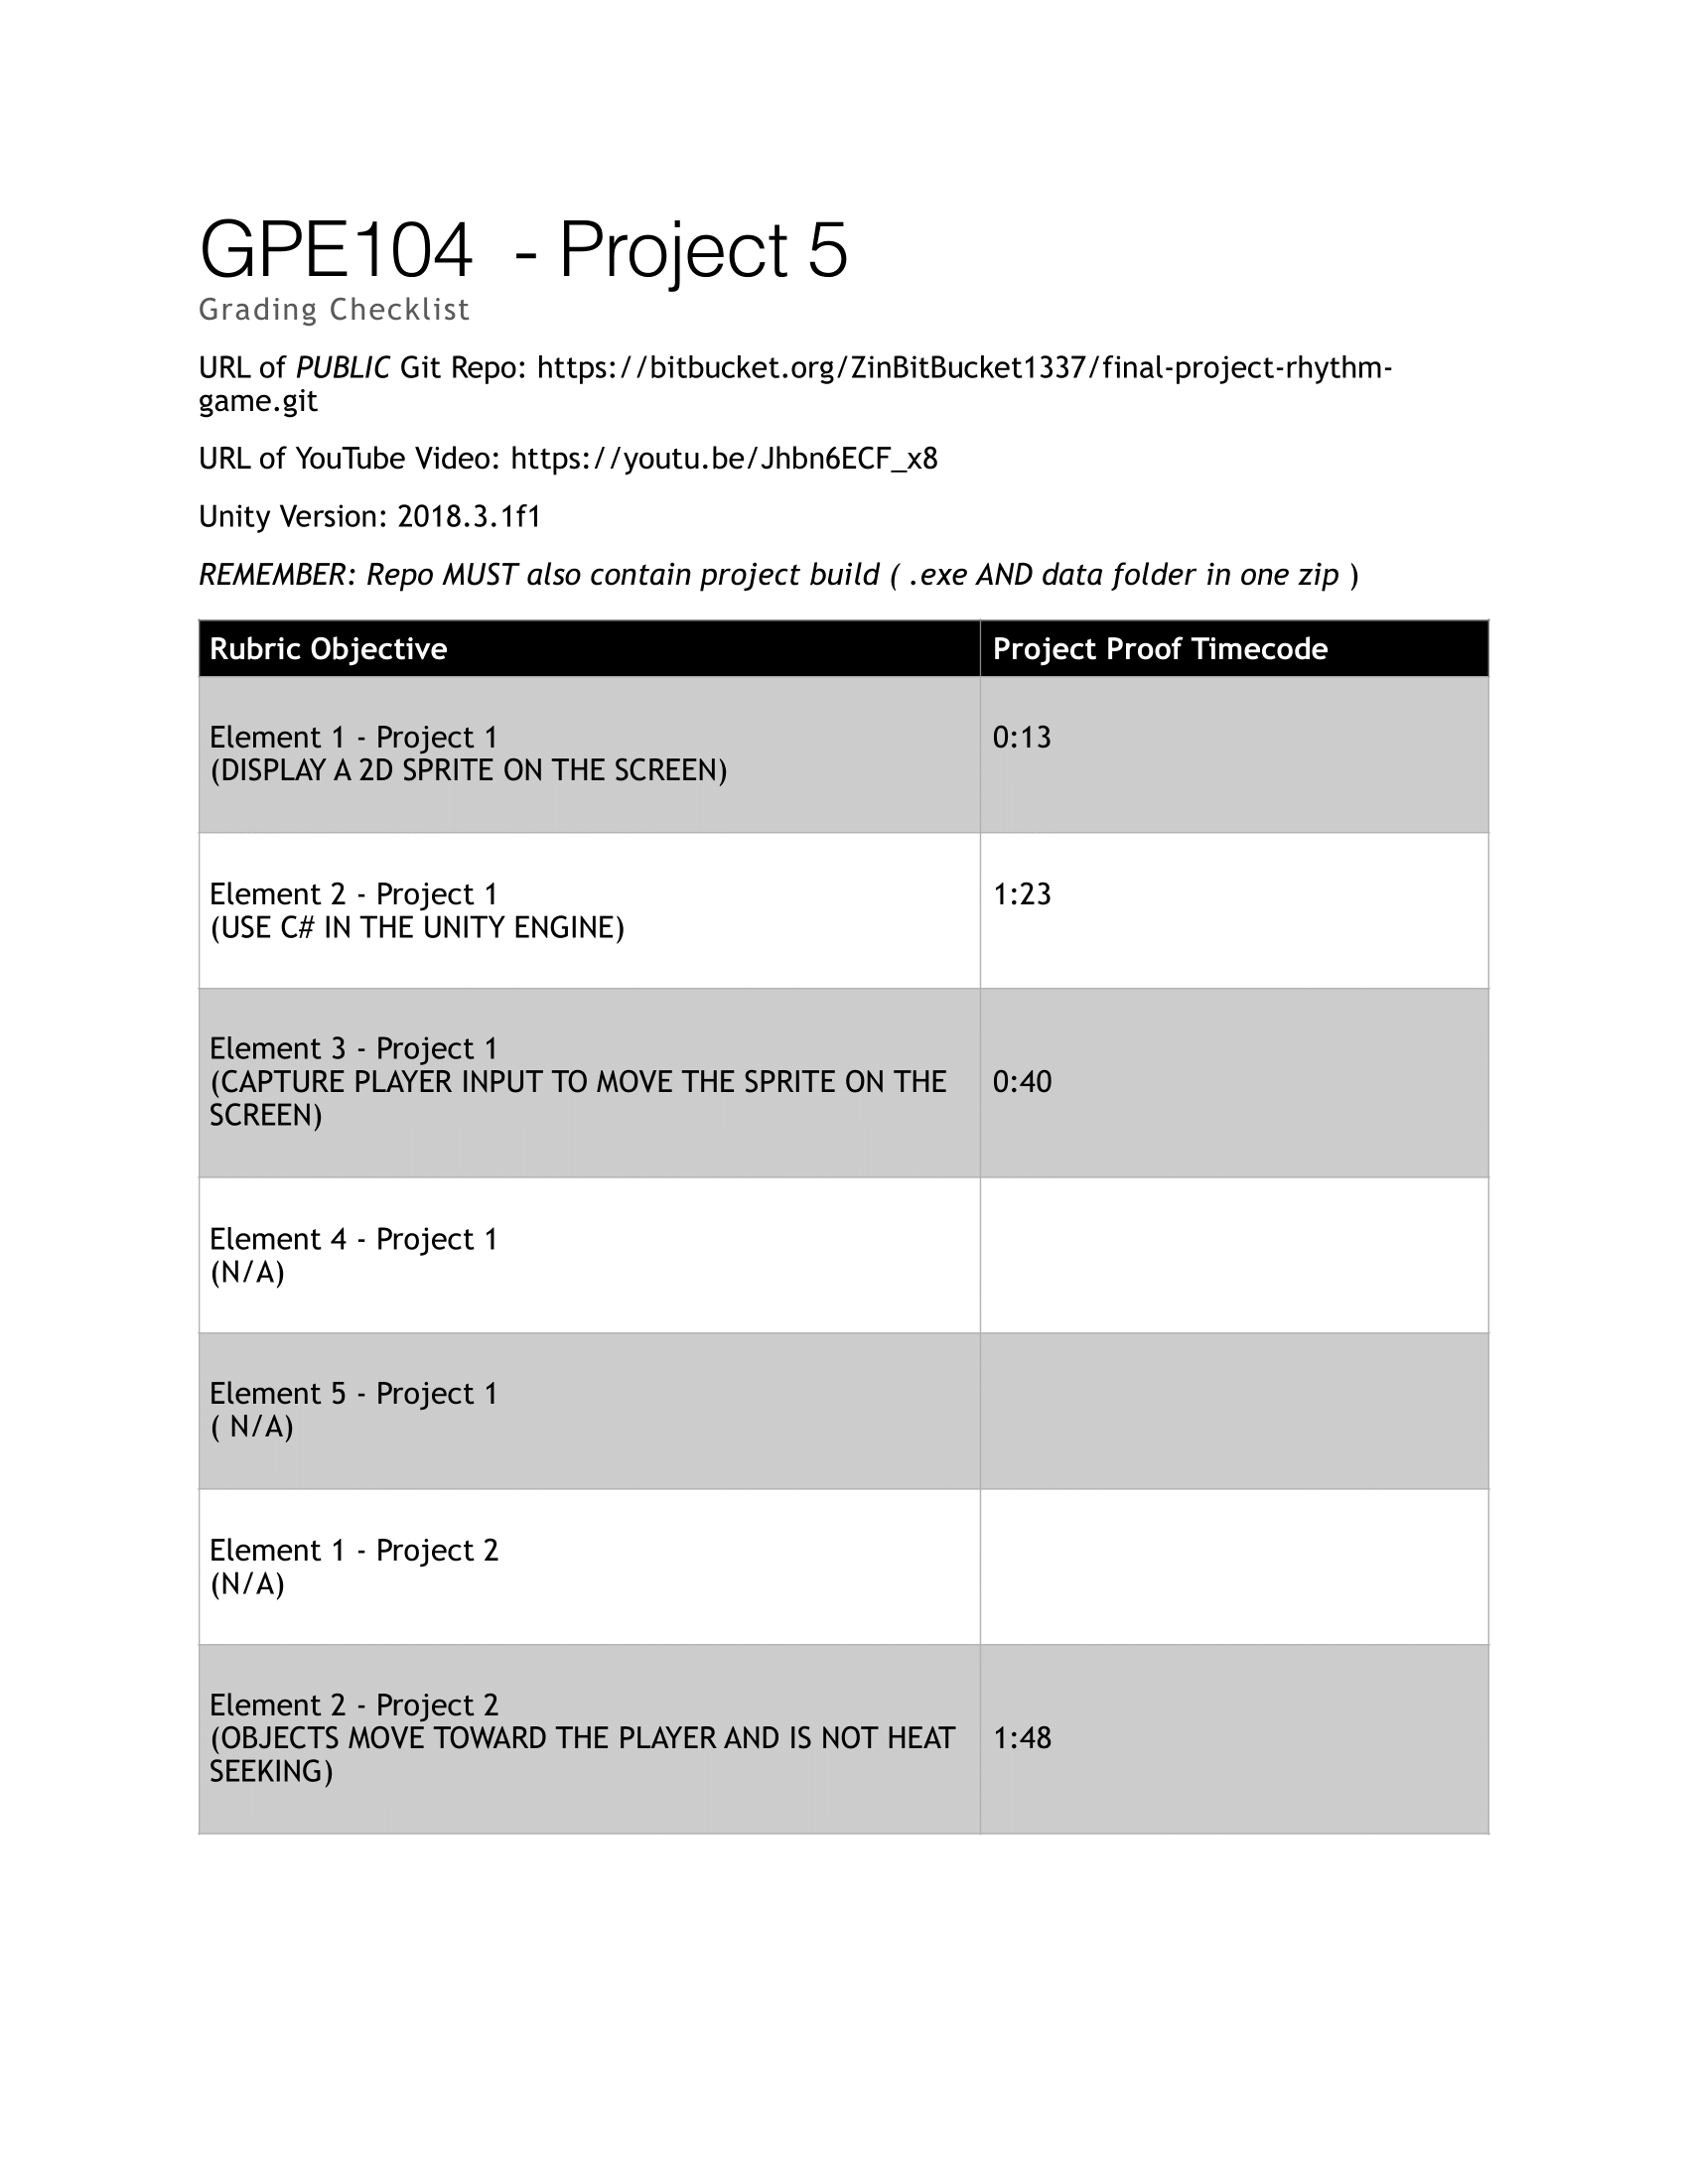 GPE104  - Project 5
Grading Checklist
URL of PUBLIC Git Repo: https://bitbucket.org/ZinBitBucket1337/final-project-rhythm-
game.git
URL of YouTube Video: https://youtu.be/Jhbn6ECF_x8
Unity Version: 2018.3.1f1
REMEMBER: Repo MUST also contain project build ( .exe AND data folder in one zip )
Rubric Objective Project Proof Timecode
Element 1 - Project 1 0:13
(DISPLAY A 2D SPRITE ON THE SCREEN)
Element 2 - Project 1 1:23
(USE C# IN THE UNITY ENGINE)
Element 3 - Project 1
(CAPTURE PLAYER INPUT TO MOVE THE SPRITE ON THE 0:40
SCREEN)
Element 4 - Project 1
(N/A)
Element 5 - Project 1
( N/A)
Element 1 - Project 2
(N/A)
Element 2 - Project 2
(OBJECTS MOVE TOWARD THE PLAYER AND IS NOT HEAT 1:48
SEEKING)